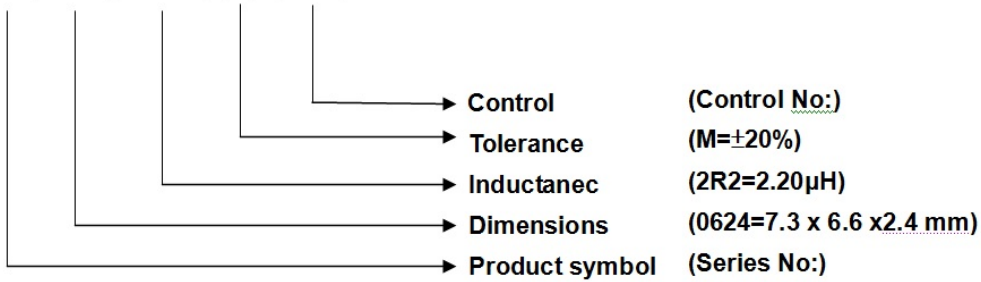 Control (Control No:)
Tolerance (M=±20%)
Inductanec (2R2=2.20µH)
Dimensions (0624=7.3 x 6.6 x2.4 mm)
Product symbol (Series No:)